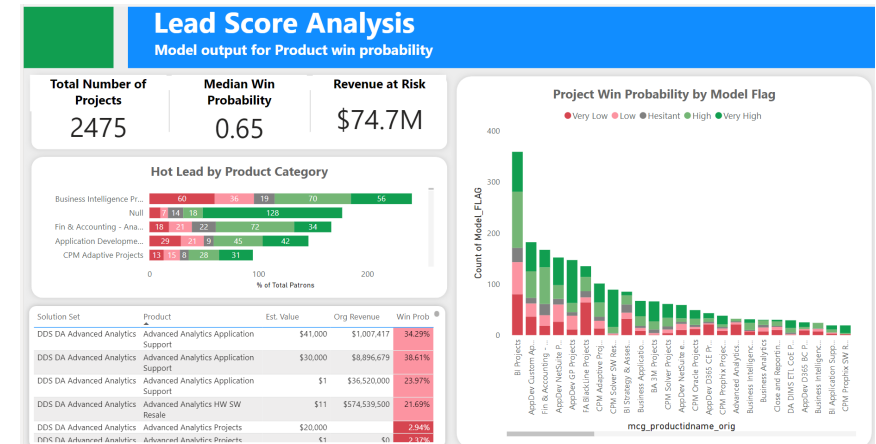 Lead Score Analysis
Model output for Product win probability
Total Number of
Projects
2475
Median Win
Probability
0.65
Revenue at Risk
$74.7M
Hot Lead by Product Category
Business Intelligence Pr... 60 36 19 70 56
Null 7 14 18 128
Fin & Accounting - Ana... 18 21 22 72 34
Application Developme... 29 21 9 45 42
CPM Adaptive Projects 13 15 8 28 31
0 100 200
% of Total Patrons
Solution Set Product Est. Value Org Revenue Win Prob
DDS DA Advanced Analytics Advanced Analytics Application $41,000 $1,007,417 34.29%
Support
DDS DA Advanced Analytics Advanced Analytics Application $30,000 $8,896,679 38.61%
Support
DDS DA Advanced Analytics Advanced Analytics Application $1 $36,520,000 23.97%
Support
DDS DA Advanced Analytics Advanced Analytics HW SW $11 $574,539,500 21.69%
Resale
DDS DA Advanced Analytics Advanced Analytics Projects $20,000 2.94%
DDS DA Advanced Analytics Advanced Analytics Projects $1 $0 2.37%
Project Win Probability by Model Flag
Very Low Low Hesitant High Very High
Count of Model_FLAG
400
300
200
100
0
BI Projects
AppDev Custom Ap...
Fin & Accounting - ...
AppDev NetSuite P...
AppDev GP Projects
FA BlackLine Projects
CPM Adaptive Proj...
CPM Solver SW Res...
BI Strategy & Asses...
Business Applicatio...
BA 3M Projects
CPM Solver Projects
AppDev NetSuite e...
CPM Oracle Projects
AppDev D365 CE Pr...
CPM Prophix Projec...
Advanced Analytics...
Business Intelligenc...
Business Analytics
Close and Reportin...
DA DIMS ETL CoE P...
AppDev D365 BC P...
Business Intelligenc...
BI Application Supp...
CPM Prophix SW R...
mcg_productidname_orig